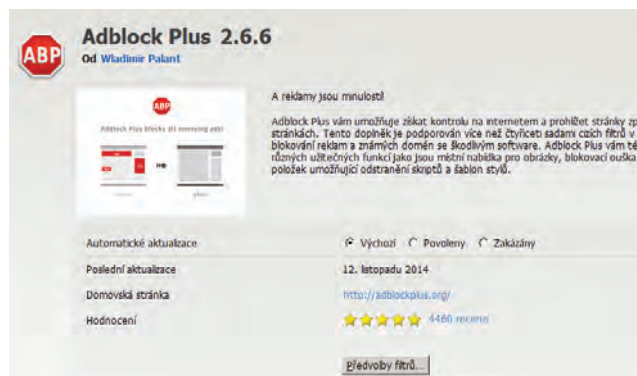 ABP
Adblock Plus 2.6.6
Od Wladimir Palant
ABP
Adblock Plus blocks all annoying ads!
A reklamy jsou minulostí!
Adblock Plus vám umožňuje získat kontrolu na internetem a prohlížet stránky
stránkách. Tento doplněk je podporován více než čtyřiceti sadami cizích filtrů v
blokování reklam a známých domén se škodlivým software. Adblock Plus vám
různých užitečných funkcí jako jsou místní nabídka pro obrázky, blokovací ouška
položek umožňující odstranění skriptů a šablon stylů.
Automatické aktualizace
Výchozí Povoleny Zakázány
Poslední aktualizace
12. listopadu 2014
Domovská stránka
http://adblockplus.org/
Hodnocení
4460 recenzí
Předvolby filtrů...